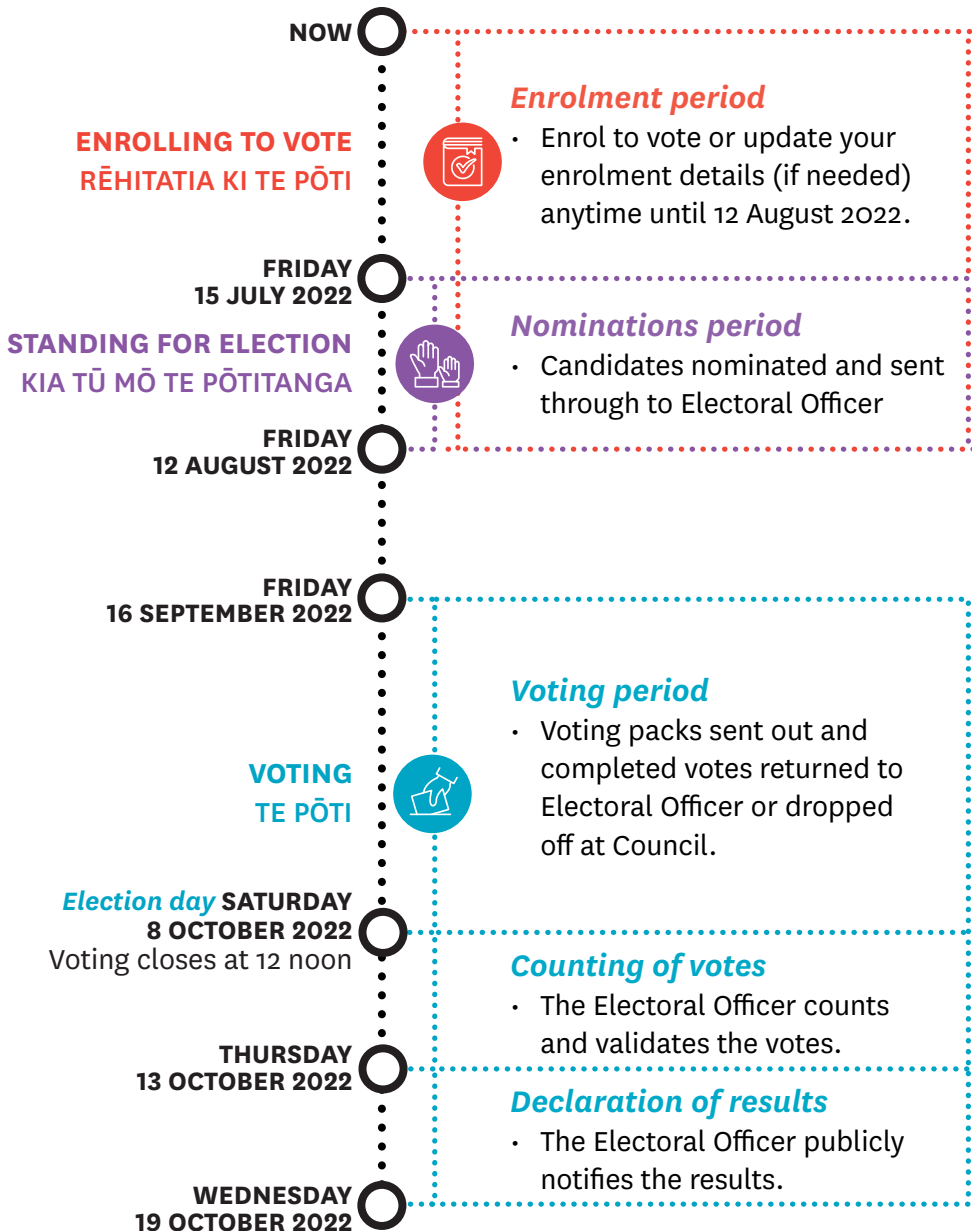 NOW
Enrolment period
· Enrol to vote or update your
enrolment details (if needed)
anytime until 12 August 2022.
ENROLLING TO VOTE
RĒHITATIA KI TE PŌTI
FRIDAY
15 JULY 2022
Nominations period
· Candidates nominated and sent
through to Electoral Officer
STANDING FOR ELECTION
KIA TŪ MŌ TE PŌTITANGA
FRIDAY
12 AUGUST 2022
FRIDAY
16 SEPTEMBER 2022
Voting period
· Voting packs sent out and
completed votes returned to
Electoral Officer or dropped
off at Council.
VOTING
TE PŌTI
Election day SATURDAY
8 OCTOBER 2022
Voting closes at 12 noon
Counting of votes
· The Electoral Officer counts
and validates the votes.
THURSDAY
13 OCTOBER 2022
Declaration of results
· The Electoral Officer publicly
notifies the results.
WEDNESDAY
19 OCTOBER 2022